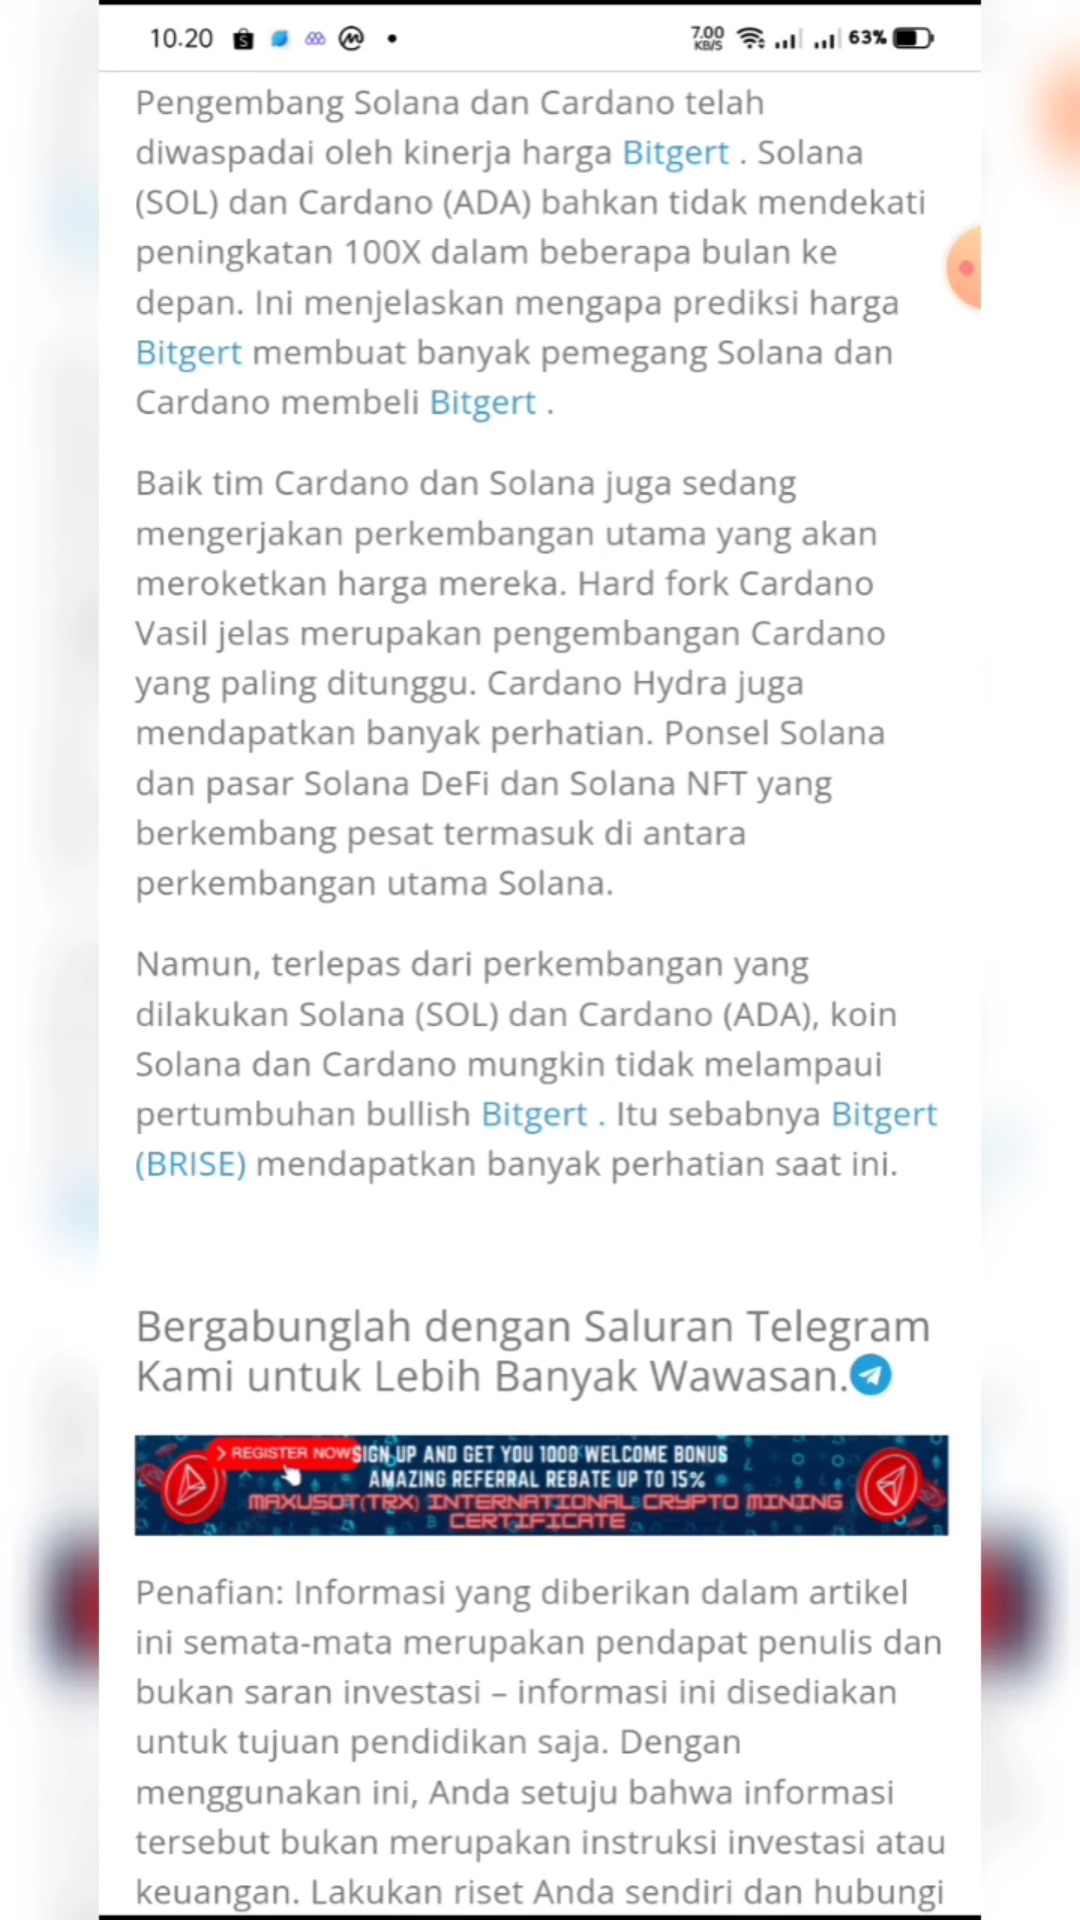 10.20
7.00
KB/S
63%
Pengembang Solana dan Cardano telah
diwaspadai oleh kinerja harga Bitgert . Solana
(SOL) dan Cardano (ADA) bahkan tidak mendekati
peningkatan 100X dalam beberapa bulan ke
depan. Ini menjelaskan mengapa prediksi harga
Bitgert membuat banyak pemegang Solana dan
Cardano membeli Bitgert .
Baik tim Cardano dan Solana juga sedang
mengerjakan perkembangan utama yang akan
meroketkan harga mereka. Hard fork Cardano
Vasil jelas merupakan pengembangan Cardano
yang paling ditunggu. Cardano Hydra juga
mendapatkan banyak perhatian. Ponsel Solana
dan pasar Solana DeFi dan Solana NFT yang
berkembang pesat termasuk di antara
perkembangan utama Solana.
Namun, terlepas dari perkembangan yang
dilakukan Solana (SOL) dan Cardano (ADA), koin
Solana dan Cardano mungkin tidak melampaui
pertumbuhan bullish Bitgert . Itu sebabnya Bitgert
(BRISE) mendapatkan banyak perhatian saat ini.
Bergabunglah dengan Saluran Telegram
Kami untuk Lebih Banyak Wawasan.
> REGISTER NOW SIGN UP AND GET YOU 1000 WELCOME BONUS
AMAZING REFERRAL REBATE UP TO 15%
MAXUSDT(TRX) INTERNATIONAL CRYPTO MINING
CERTIFICATE
Penafian: Informasi yang diberikan dalam artikel
ini semata-mata merupakan pendapat penulis dan
bukan saran investasi – informasi ini disediakan
untuk tujuan pendidikan saja. Dengan
menggunakan ini, Anda setuju bahwa informasi
tersebut bukan merupakan instruksi investasi atau
keuangan. Lakukan riset Anda sendiri dan hubungi